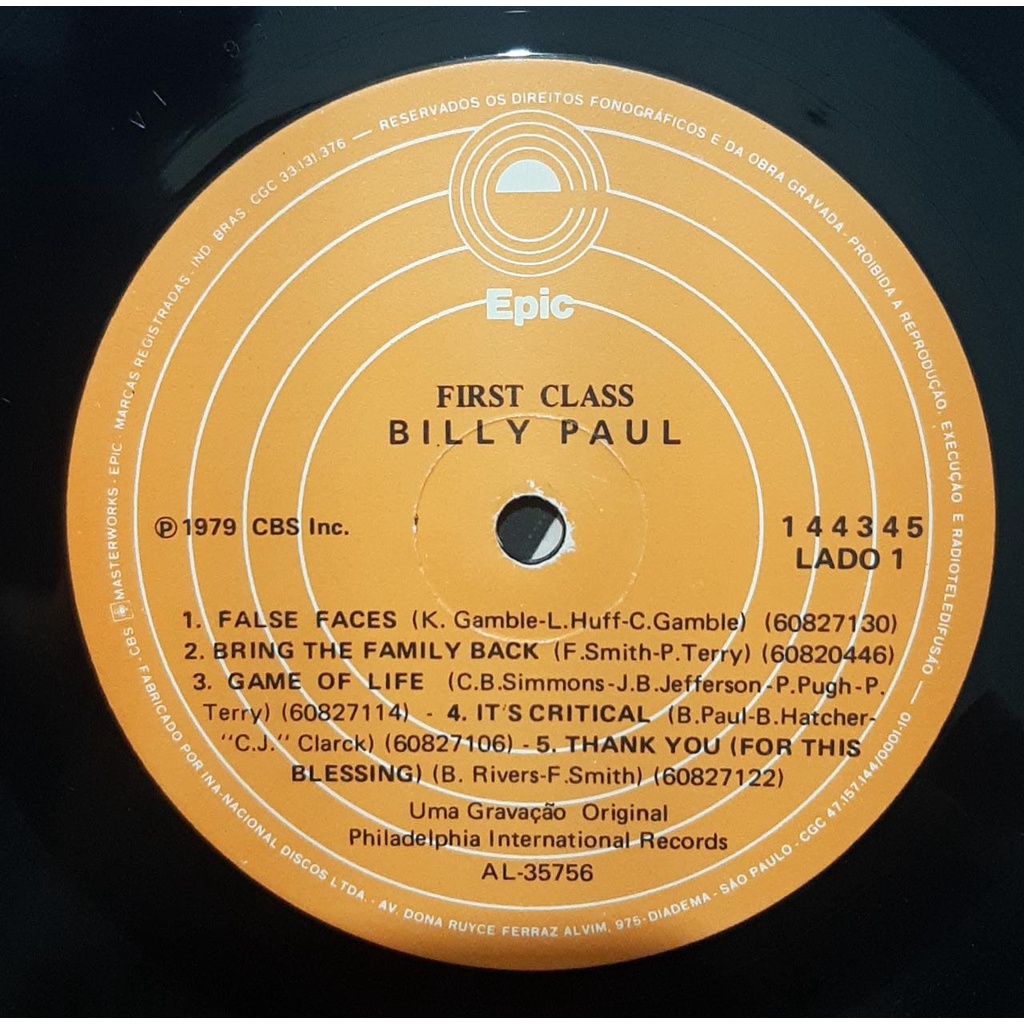 RESERVADOS OS DIREITOS FONOGRÁFICOS E DA OBRA GRAVADA - PROIBIDA A REPRODUÇÃO, EXECUÇÃO E RADIOTELEDIFUSÃO — CGC 47.157.144/0001-10
Epic
FIRST CLASS
BILLY PAUL
℗ 1979 CBS Inc.
144345
LADO 1
1. FALSE FACES (K. Gamble-L.Huff-C.Gamble) (60827130)
2. BRING THE FAMILY BACK (F.Smith-P.Terry) (60820446)
3. GAME OF LIFE (C.B.Simmons-J.B.Jefferson-P.Pugh-P.
Terry) (60827114) - 4. IT'S CRITICAL (B.Paul-B.Hatcher-
"C.J." Clarck) (60827106) - 5. THANK YOU (FOR THIS
BLESSING) (B. Rivers-F.Smith) (60827122)
Uma Gravação Original
Philadelphia International Records
AL-35756
CBS MASTERWORKS - EPIC - MARCAS REGISTRADAS - IND BRAS. CGC 33.131.376 —
FABRICADO POR INA-NACIONAL DISCOS LTDA. - AV. DONA RUYCE FERRAZ ALVIM, 975-DIADEMA - SÃO PAULO -